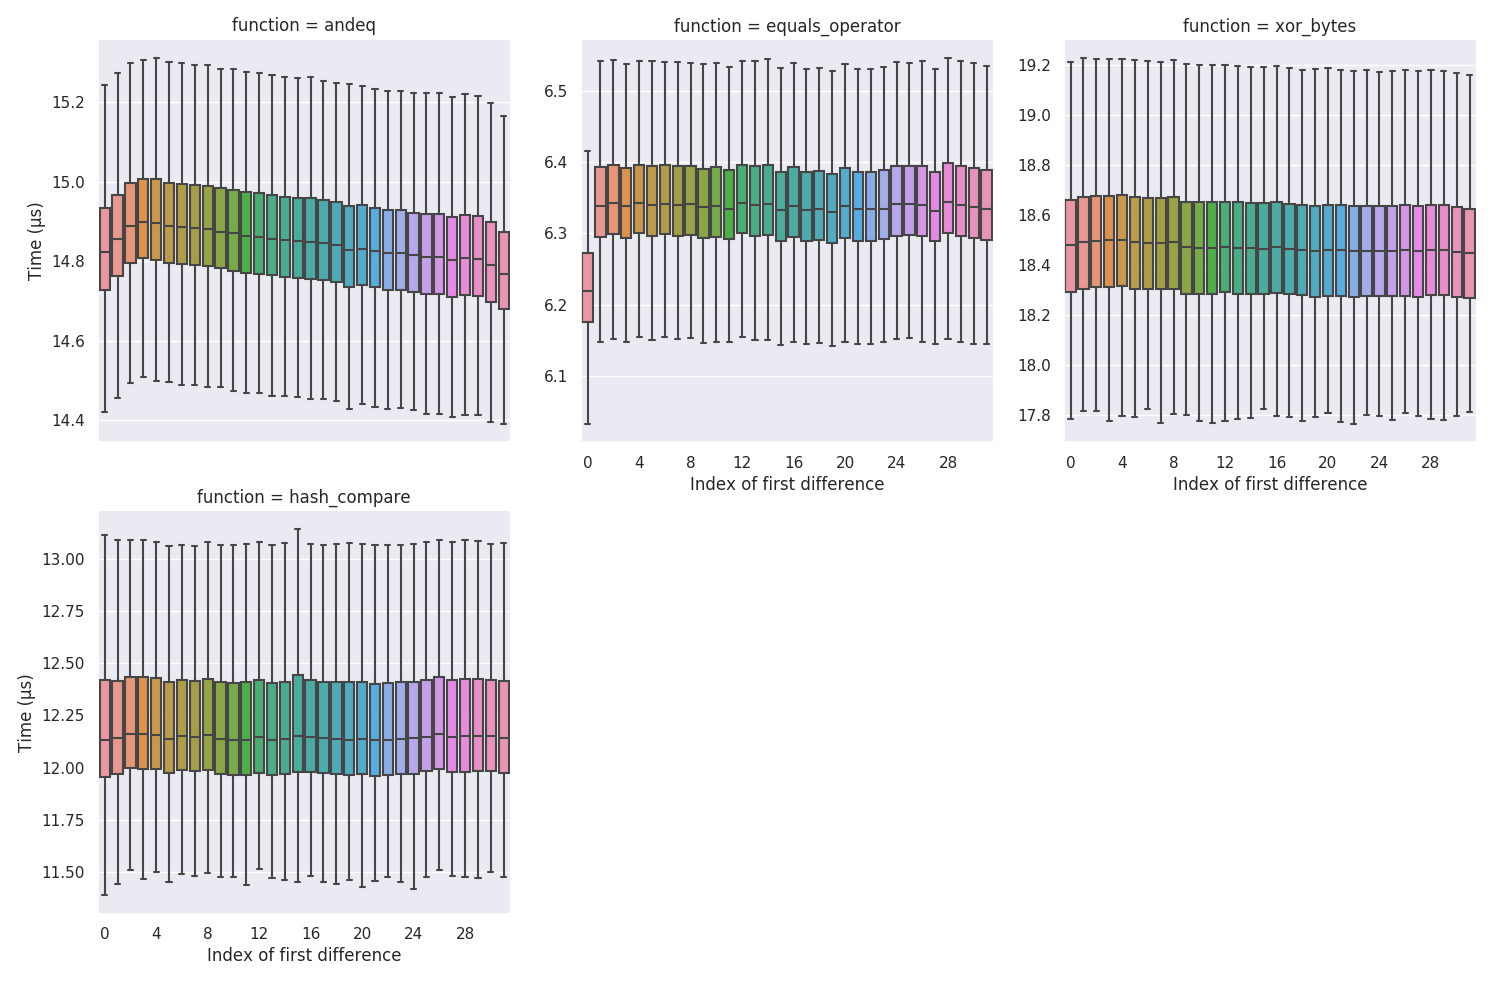 function = andeq
function = equals_operator
function = xor_bytes
Time (µs)
15.2
15.0
14.8
14.6
14.4
6.5
6.4
6.3
6.2
6.1
0 4 8 12 16 20 24 28
Index of first difference
19.2
19.0
18.8
18.6
18.4
18.2
18.0
17.8
0 4 8 12 16 20 24 28
Index of first difference
function = hash_compare
Time (µs)
13.00
12.75
12.50
12.25
12.00
11.75
11.50
0 4 8 12 16 20 24 28
Index of first difference